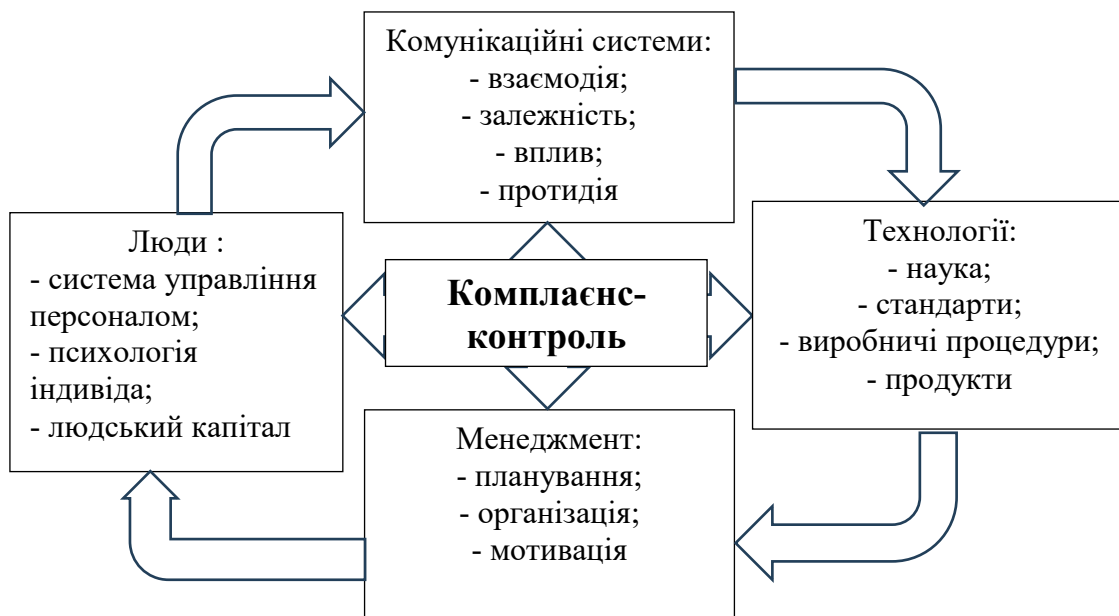 Комунікаційні системи:
- взаємодія;
- залежність;
- вплив;
- протидія
Люди :
- система управління
персоналом;
- психологія
індивіда;
- людський капітал
Комплаєнс-
контроль
Технології:
- наука;
- стандарти;
- виробничі процедури;
- продукти
Менеджмент:
- планування;
- організація;
- мотивація